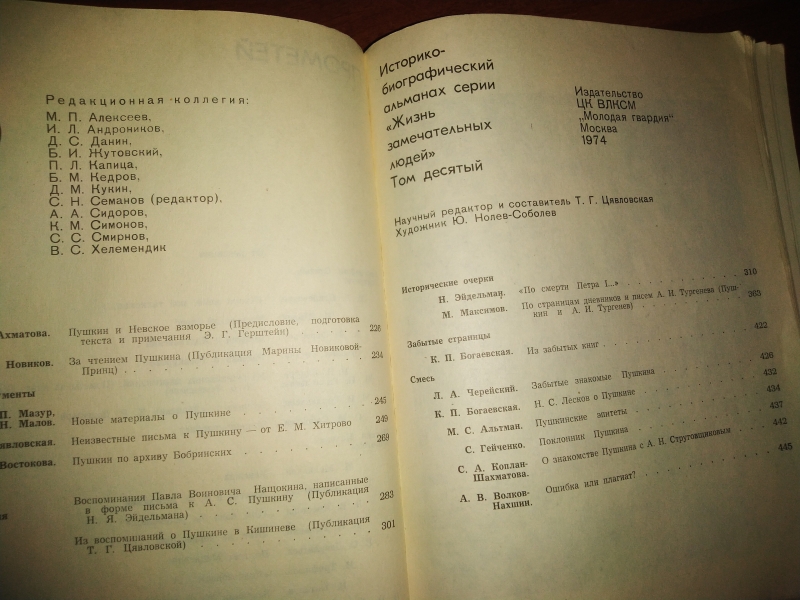 ПРОМЕТЕЙ
Редакционная коллегия:
М. П. Алексеев,
И. Л. Андроников,
Д. С. Данин,
Б. И. Жутовский,
П. Л. Капица,
Б. М. Кедров,
Д. М. Кукин,
С. Н. Семанов (редактор),
А. А. Сидоров,
К. М. Симонов,
С. С. Смирнов,
В. С. Хелемендик
Ахматова. Пушкин и Невское взморье (Предисловие, подготовка
текста и примечания Э. Г. Герштейн) . . . . . 226
Новиков. За чтением Пушкина (Публикация Марины Новиковой-
Принц) . . . . . 234
П. Мазур,
Н. Малов. Новые материалы о Пушкине . . . . . 245
Неизвестные письма к Пушкину — от Е. М. Хитрово 249
Востокова. Пушкин по архиву Бобринских . . . . . 269
Воспоминания Павла Воиновича Нащокина, написанные
в форме письма к А. С. Пушкину (Публикация
Н. Я. Эйдельмана) . . . . . 283
Из воспоминаний о Пушкине в Кишиневе (Публикация
Т. Г. Цявловской) . . . . . 301
Историко-
биографический
альманах серии
«Жизнь
замечательных
людей»
Том десятый
Издательство
ЦК ВЛКСМ
„Молодая гвардия“
Москва
1974
Научный редактор и составитель Т. Г. Цявловская
Художник Ю. Нолев-Соболев
Исторические очерки
Н. Эйдельман. «По смерти Петра I...» . . . . . 310
М. Максимов. По страницам дневников и писем А. И. Тургенева (Пуш-
кин и А. И. Тургенев) . . . . . 363
Забытые страницы
К. П. Богаевская. Из забытых книг . . . . . 422
Смесь
Л. А. Черейский. Забытые знакомые Пушкина . . . . . 426
К. П. Богаевская. Н. С. Лесков о Пушкине . . . . . 432
М. С. Альтман. Пушкинские эпитеты . . . . . 434
С. Гейченко. Поклонник Пушкина . . . . . 437
С. А. Коплан-
Шахматова. О знакомстве Пушкина с А. Н. Струговщиковым . . . . . 442
А. В. Волков-
Нахшин. Ошибка или плагиат? . . . . . 445